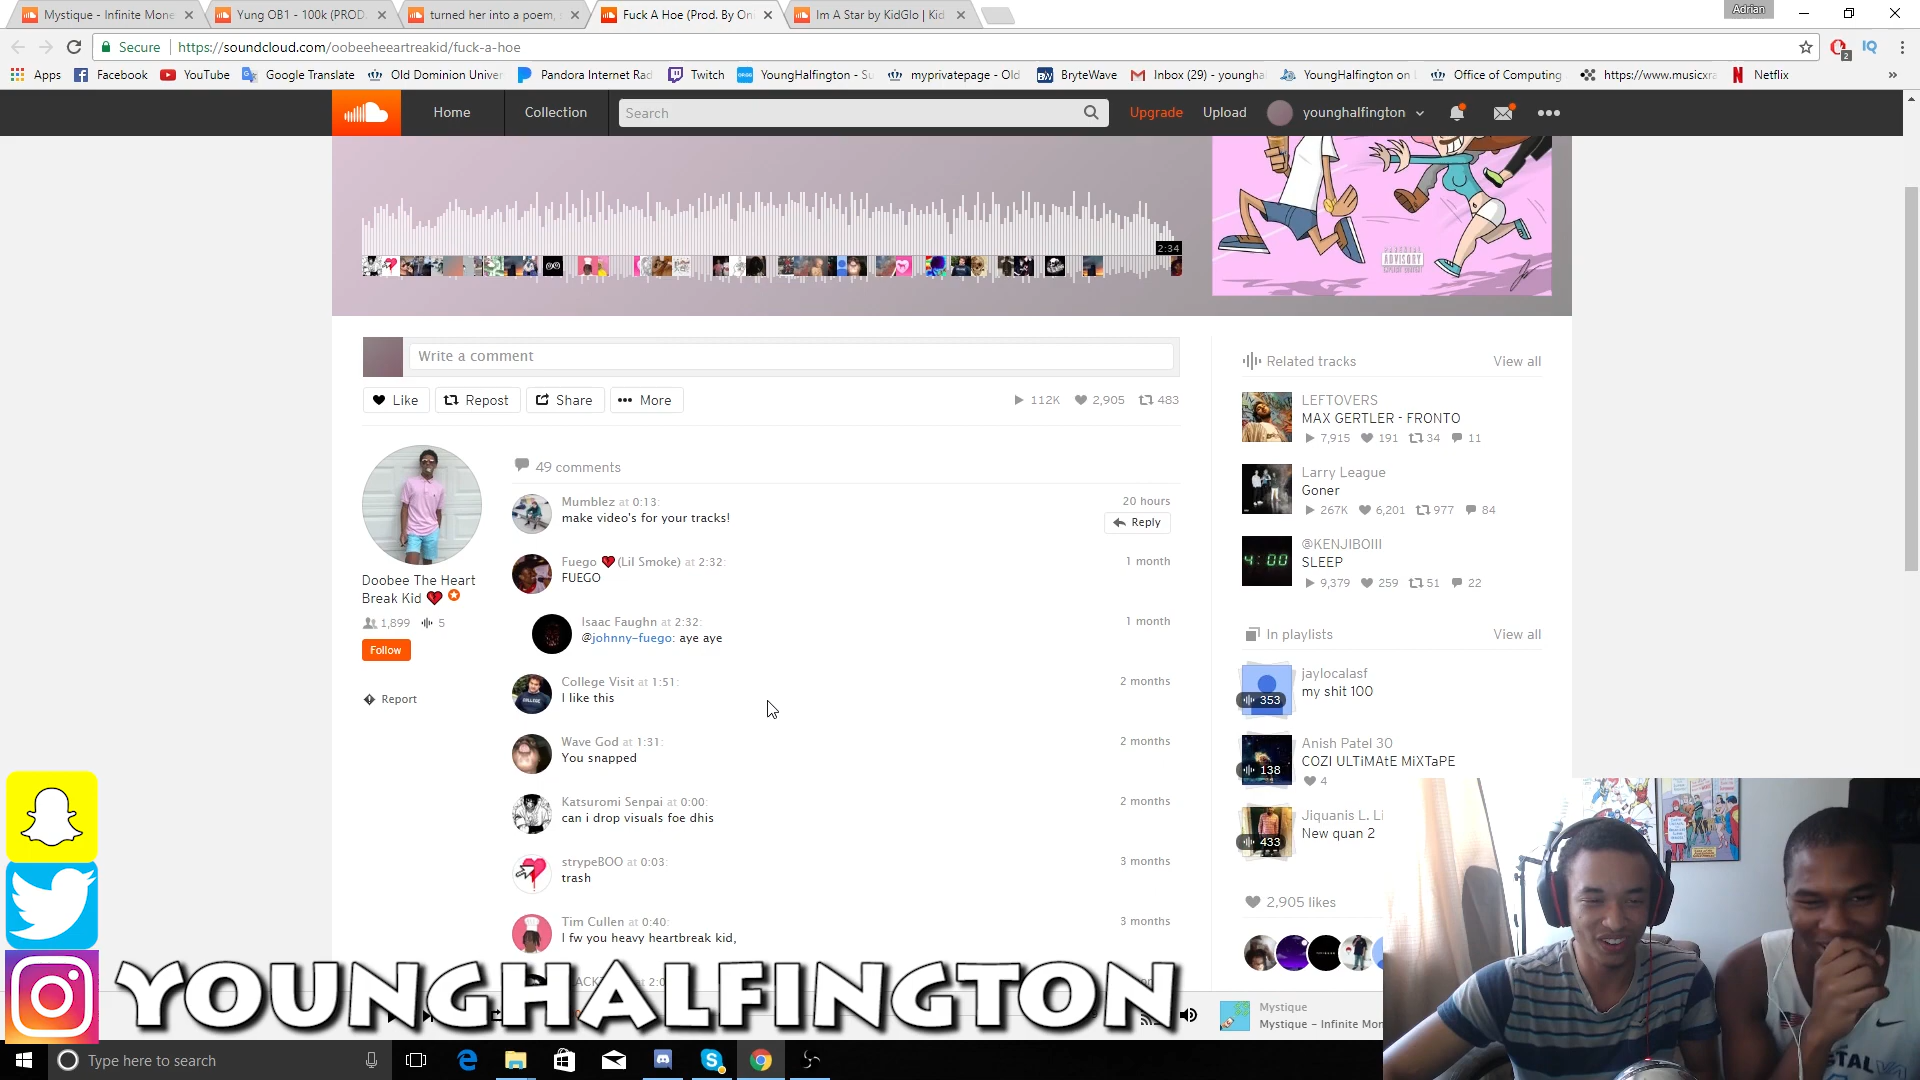 Mystique - Infinite Mone
Yung OB1 - 100k (PROD.
turned her into a poem,
Fuck A Hoe (Prod. By On
Im A Star by KidGlo | Kid
Adrian
Secure
https://soundcloud.com/oobeeheeartreakid/fuck-a-hoe
2
IQ
Apps
Facebook
YouTube
Google Translate
Old Dominion Univer
Pandora Internet Rad
Twitch
YoungHalfington - Su
myprivatepage - Old
BryteWave
Inbox (29) - youngha
YoungHalfington on
Office of Computing
https://www.musicxra
Netflix
Home
Collection
Search
Upgrade
Upload
younghalfington
PARENTAL
ADVISORY
EXPLICIT CONTENT
2:34
Write a comment
Like
Repost
Share
More
112K
2,905
483
Doobee The Heart
Break Kid
1,899
5
Follow
Report
49 comments
Mumblez at 0:13:
20 hours
make video's for your tracks!
Reply
Fuego 💔(Lil Smoke) at 2:32:
1 month
FUEGO
Isaac Faughn at 2:32:
1 month
@johnny-fuego: aye aye
College Visit at 1:51:
2 months
I like this
Wave God at 1:31:
2 months
You snapped
Katsuromi Senpai at 0:00:
2 months
can i drop visuals foe dhis
strypeBOO at 0:03:
3 months
trash
Tim Cullen at 0:40:
3 months
I fw you heavy heartbreak kid,
Related tracks
View all
LEFTOVERS
MAX GERTLER - FRONTO
7,915 191 34 11
Larry League
Goner
267K 6,201 977 84
4:00
@KENJIBOIII
SLEEP
9,379 259 51 22
In playlists
View all
jaylocalasf
my shit 100
353
Anish Patel 30
COZI ULTiMAtE MiXTaPE
138
4
Jiquanis L. Li
New quan 2
433
2,905 likes
YOUNGHALFINGTON
Mystique
Mystique – Infinite Mon
Type here to search